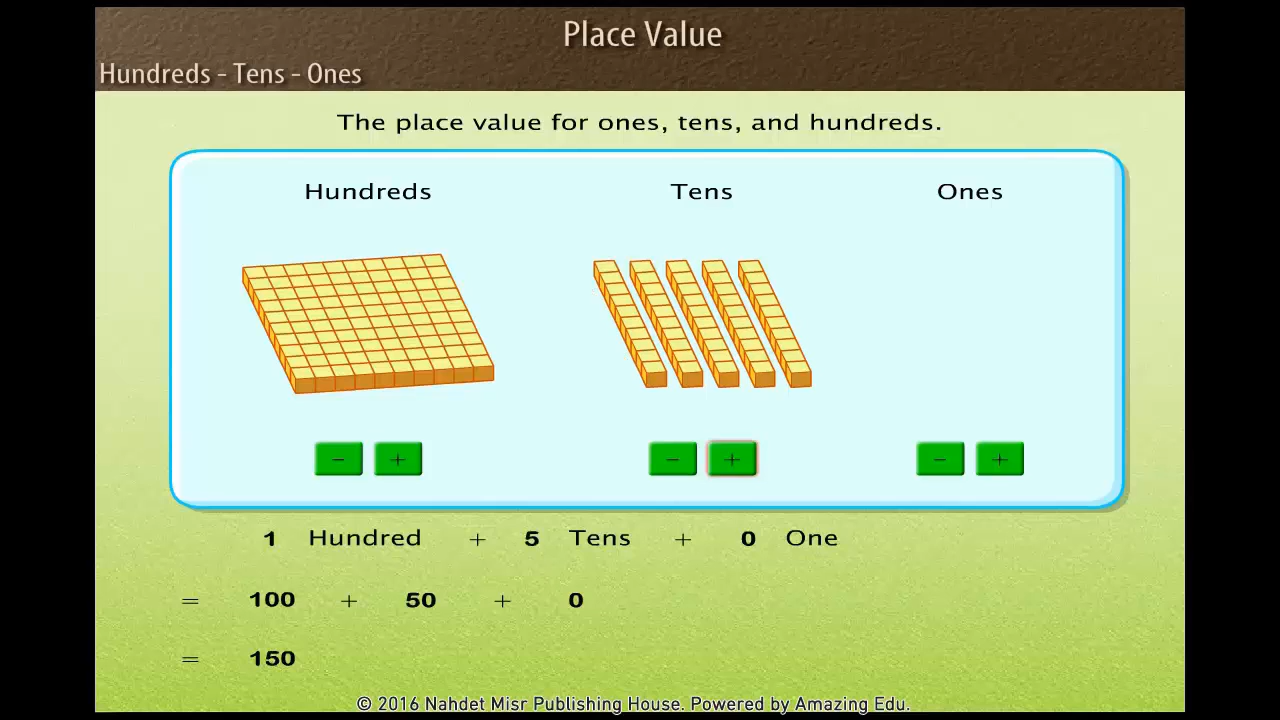 Place Value
Hundreds - Tens - Ones
The place value for ones, tens, and hundreds.
Hundreds Tens Ones
- + - + - +
1 Hundred + 5 Tens + 0 One
= 100 + 50 + 0
= 150
© 2016 Nahdet Misr Publishing House. Powered by Amazing Edu.